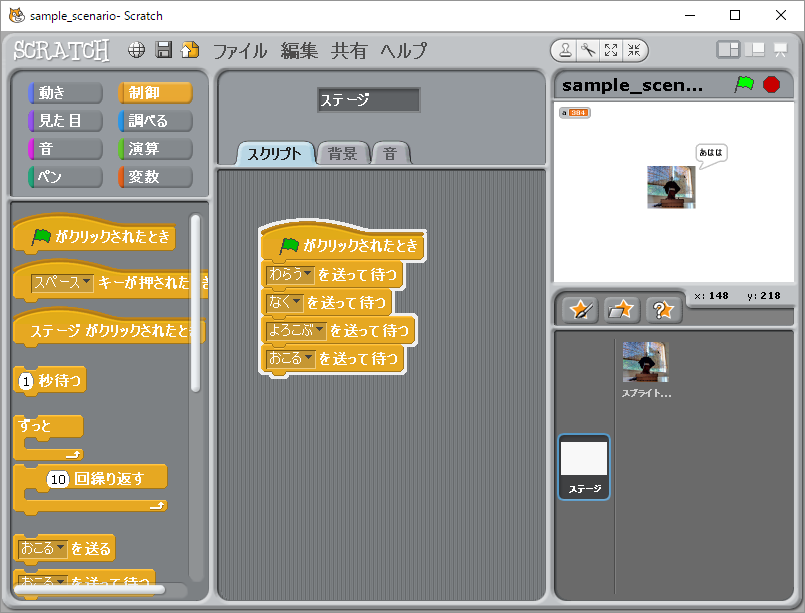 sample_scenario- Scratch
SCRATCH ファイル 編集 共有 ヘルプ
動き 制御
見た目 調べる
音 演算
ペン 変数
がクリックされたとき
スペース キーが押されたとき
ステージ がクリックされたとき
1 秒待つ
ずっと
10 回繰り返す
おこる を送る
おこる を送って待つ
ステージ
スクリプト 背景 音
がクリックされたとき
わらう を送って待つ
なく を送って待つ
よろこぶ を送って待つ
おこる を送って待つ
sample_scen...
a 384
あはは
x: 148 y: 218
スプライト...
ステージ